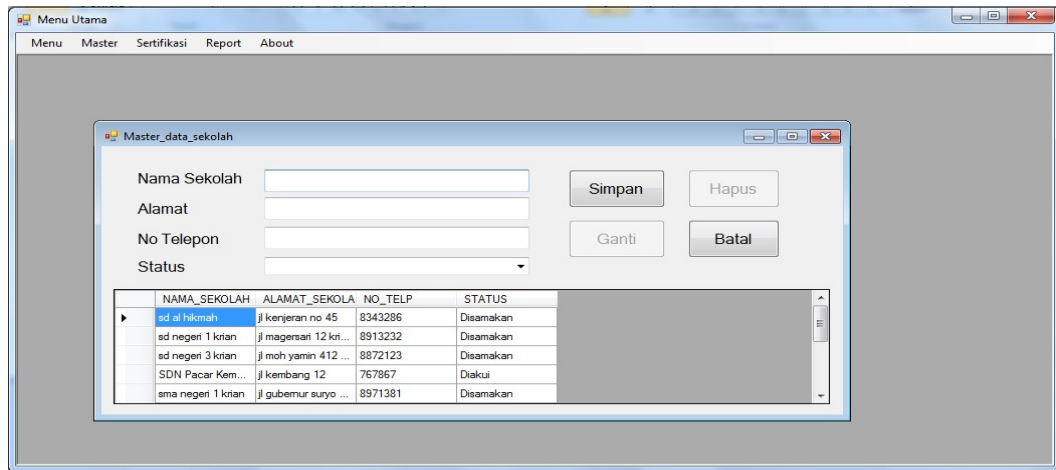 Menu Utama
Menu Master Sertifikasi Report About
Master_data_sekolah
Nama Sekolah
Simpan Hapus
Alamat
No Telepon
Ganti Batal
Status
NAMA_SEKOLAH ALAMAT_SEKOLA NO_TELP STATUS
sd al hikmah jl kenjeran no 45 8343286 Disamakan
sd negeri 1 krian jl magersari 12 kri... 8913232 Disamakan
sd negeri 3 krian jl moh yamin 412 ... 8872123 Disamakan
SDN Pacar Kem... jl kembang 12 767867 Diakui
sma negeri 1 krian jl gubernur suryo ... 8971381 Disamakan